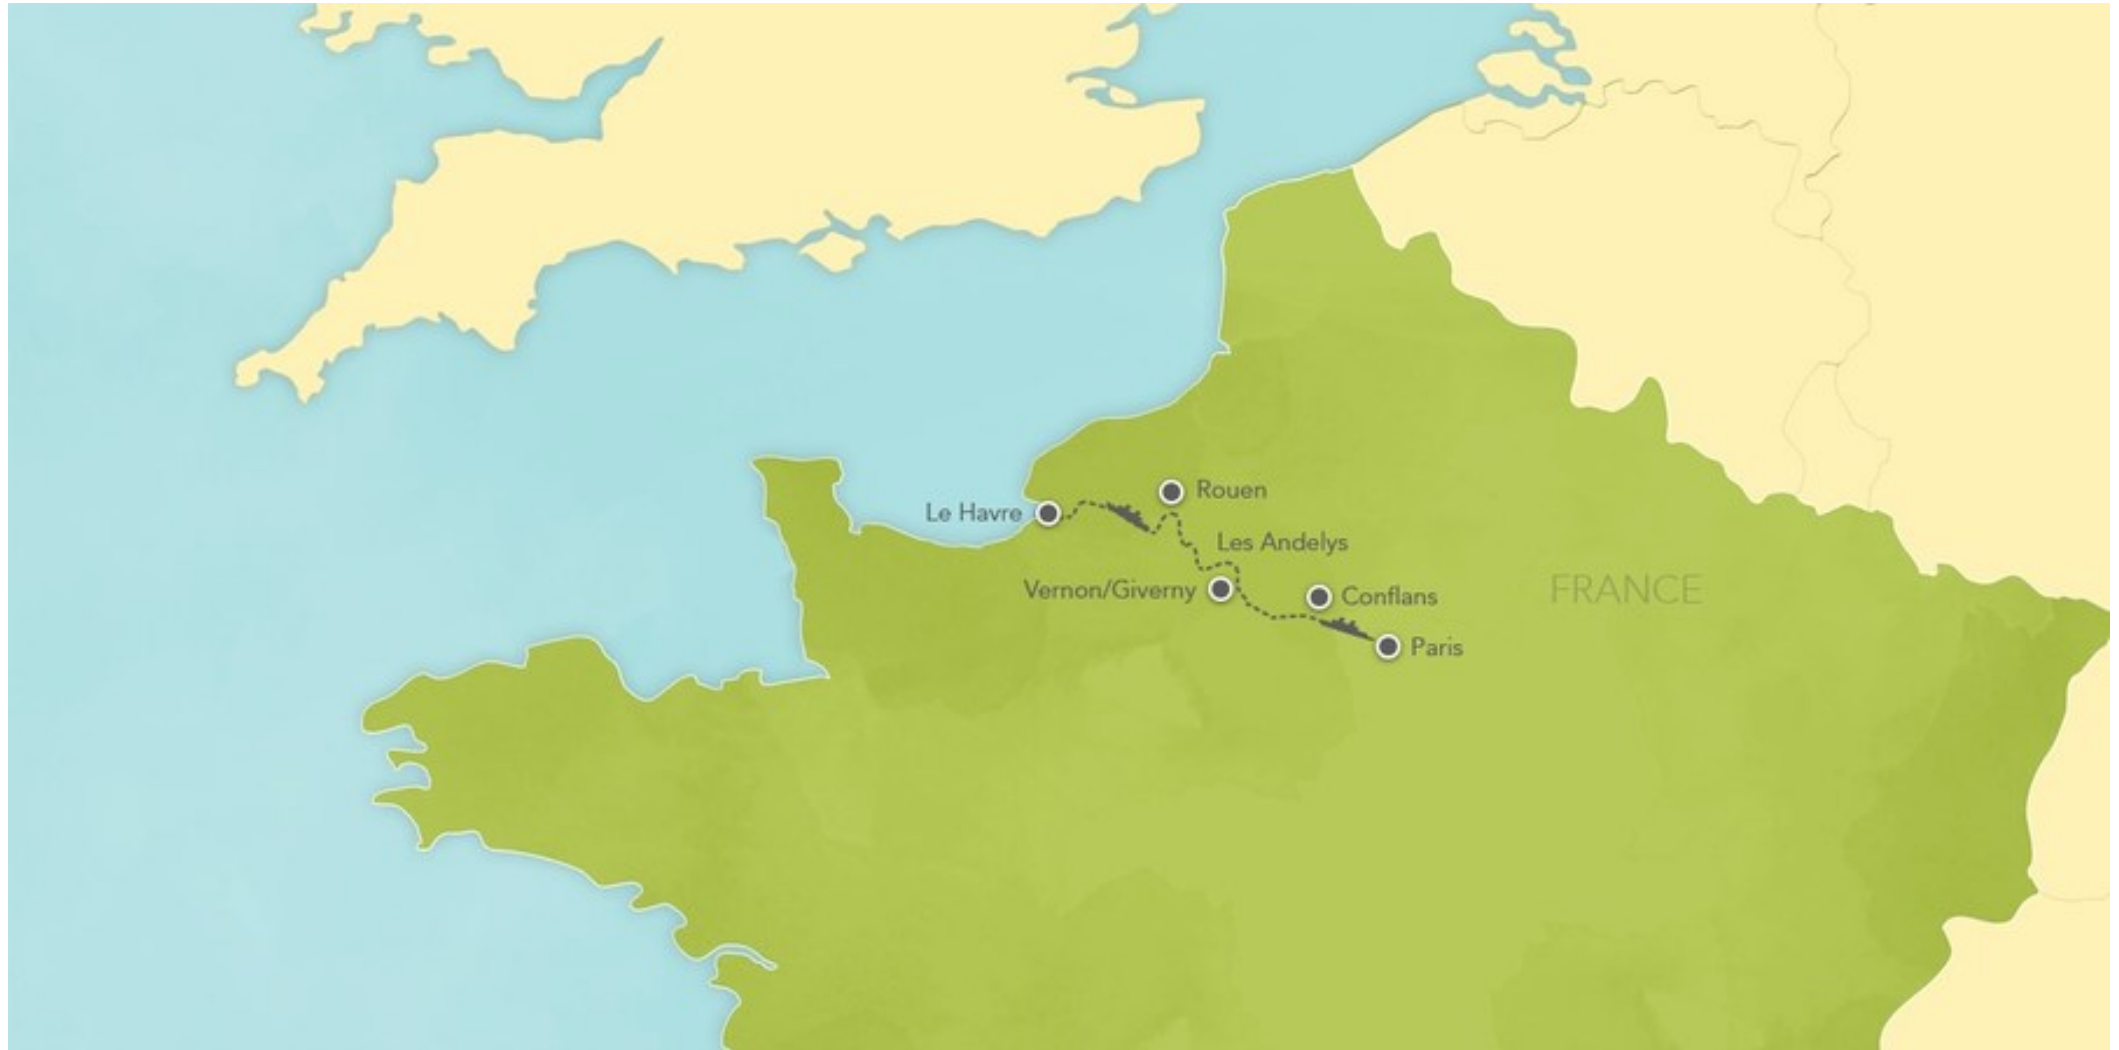 Rouen
Le Havre
Les Andelys
Vernon/Giverny
FRANCE
Conflans
Paris